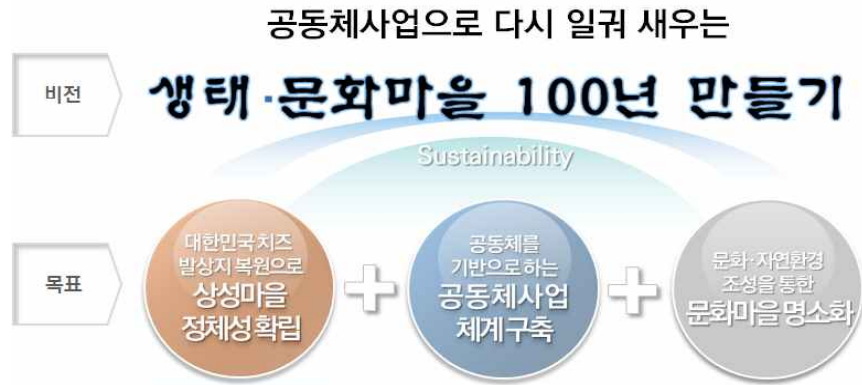 공동체사업으로 다시 일궈 새우는
비전
생태·문화마을 100년 만들기
Sustainability
목표
대한민국 치즈
발상지 복원으로
상성마을
정체성 확립
공동체를
기반으로 하는
공동체사업
체계 구축
문화·자연환경
조성을 통한
문화마을 명소화